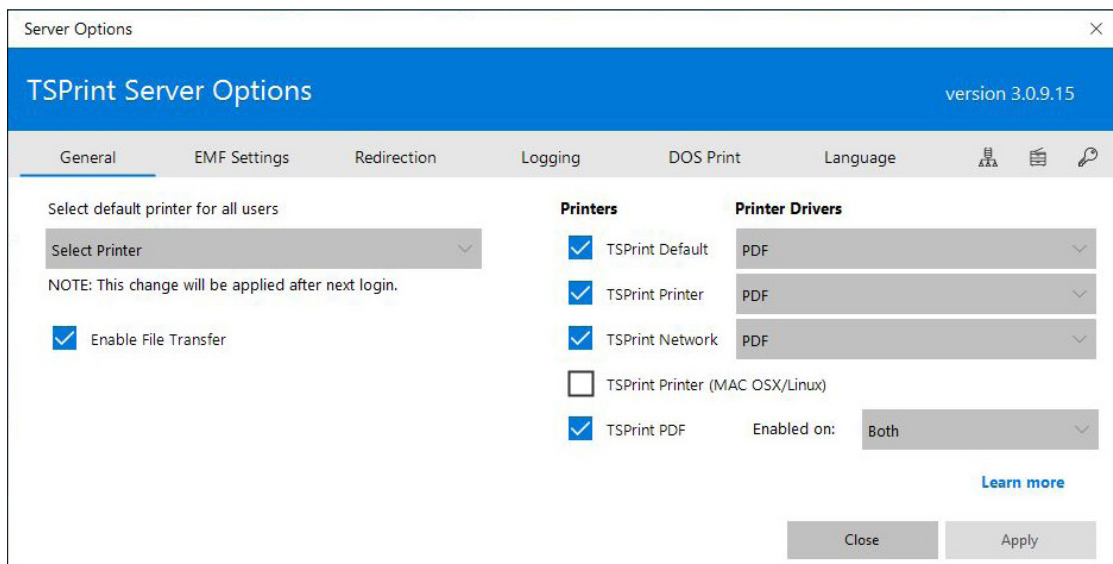 Server Options
TSPrint Server Options
version 3.0.9.15
General EMF Settings Redirection Logging DOS Print Language
Select default printer for all users
Select Printer
NOTE: This change will be applied after next login.
Enable File Transfer
Printers Printer Drivers
TSPrint Default PDF
TSPrint Printer PDF
TSPrint Network PDF
TSPrint Printer (MAC OSX/Linux)
TSPrint PDF Enabled on: Both
Learn more
Close Apply